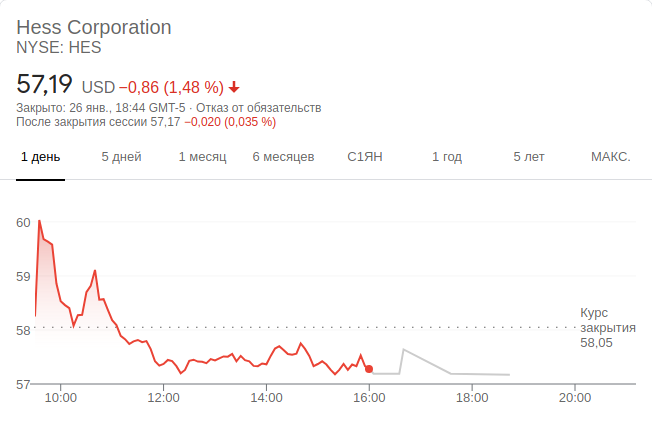 Hess Corporation
NYSE: HES
57,19 USD −0,86 (1,48 %)
Закрыто: 26 янв., 18:44 GMT-5 · Отказ от обязательств
После закрытия сессии 57,17 −0,020 (0,035 %)
1 день 5 дней 1 месяц 6 месяцев С1ЯН 1 год 5 лет МАКС.
60
59
58
57
Курс
закрытия
58,05
10:00 12:00 14:00 16:00 18:00 20:00